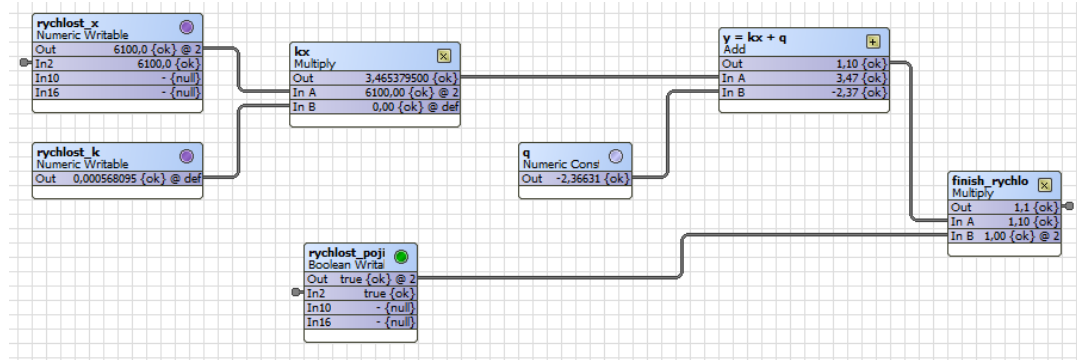 rychlost_x
Numeric Writable
Out 6100,0 {ok} @ 2
In2 6100,0 {ok}
In10 - {null}
In16 - {null}
kx
Multiply
Out 3,465379500 {ok}
In A 6100,00 {ok} @ 2
In B 0,00 {ok} @ def
y = kx + q
Add
Out 1,10 {ok}
In A 3,47 {ok}
In B -2,37 {ok}
rychlost_k
Numeric Writable
Out 0,000568095 {ok} @ def
q
Numeric Const
Out -2,36631 {ok}
finish_rychlo
Multiply
Out 1,1 {ok}
In A 1,10 {ok}
In B 1,00 {ok} @ 2
rychlost_poji
Boolean Writal
Out true {ok} @ 2
In2 true {ok}
In10 - {null}
In16 - {null}